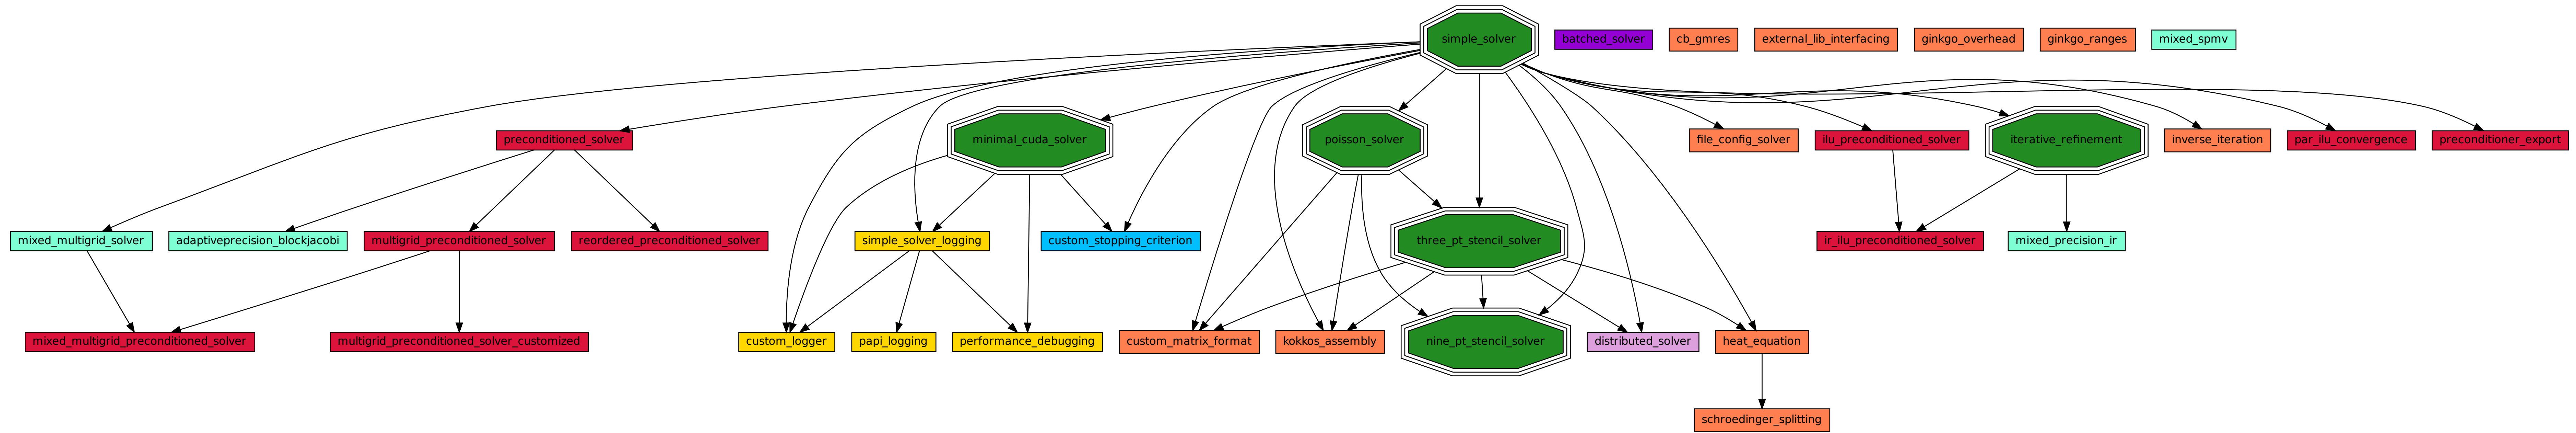 simple_solver
batched_solver
cb_gmres
external_lib_interfacing
ginkgo_overhead
ginkgo_ranges
mixed_spmv
preconditioned_solver
minimal_cuda_solver
poisson_solver
file_config_solver
ilu_preconditioned_solver
iterative_refinement
inverse_iteration
par_ilu_convergence
preconditioner_export
mixed_multigrid_solver
adaptiveprecision_blockjacobi
multigrid_preconditioned_solver
reordered_preconditioned_solver
simple_solver_logging
custom_stopping_criterion
three_pt_stencil_solver
ir_ilu_preconditioned_solver
mixed_precision_ir
mixed_multigrid_preconditioned_solver
multigrid_preconditioned_solver_customized
custom_logger
papi_logging
performance_debugging
custom_matrix_format
kokkos_assembly
nine_pt_stencil_solver
distributed_solver
heat_equation
schroedinger_splitting